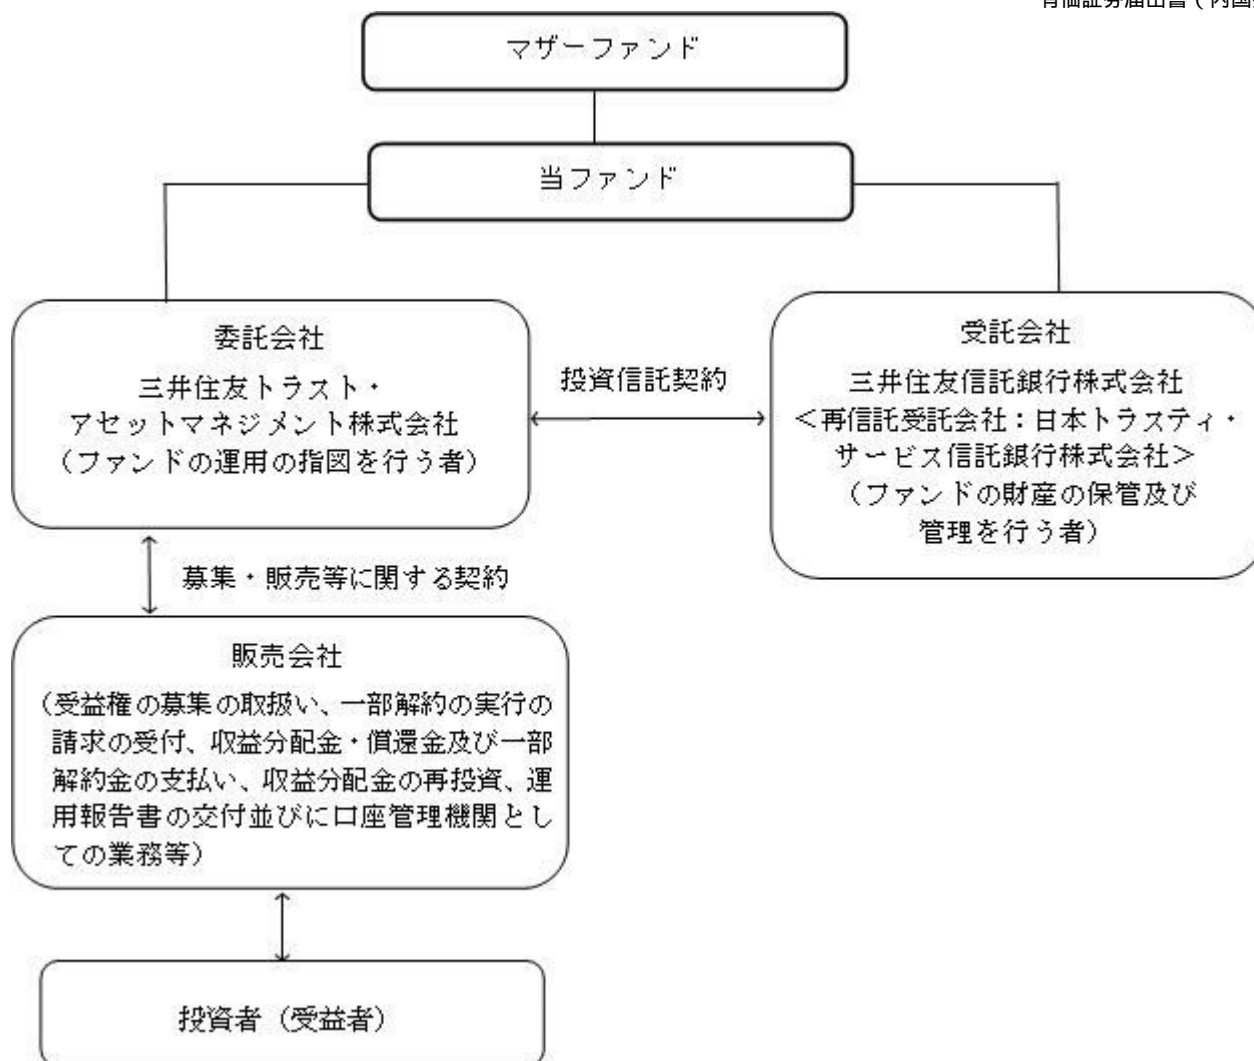 有価証券届出書(内国
マザーファンド
当ファンド
委託会社
三井住友トラスト・
アセットマネジメント株式会社
(ファンドの運用の指図を行う者)
投資信託契約
受託会社
三井住友信託銀行株式会社
<再信託受託会社:日本トラスティ・
サービス信託銀行株式会社>
(ファンドの財産の保管及び
管理を行う者)
募集・販売等に関する契約
販売会社
(受益権の募集の取扱い、一部解約の実行の
請求の受付、収益分配金・償還金及び一部
解約金の支払い、収益分配金の再投資、運
用報告書の交付並びに口座管理機関とし
ての業務等)
投資者(受益者)